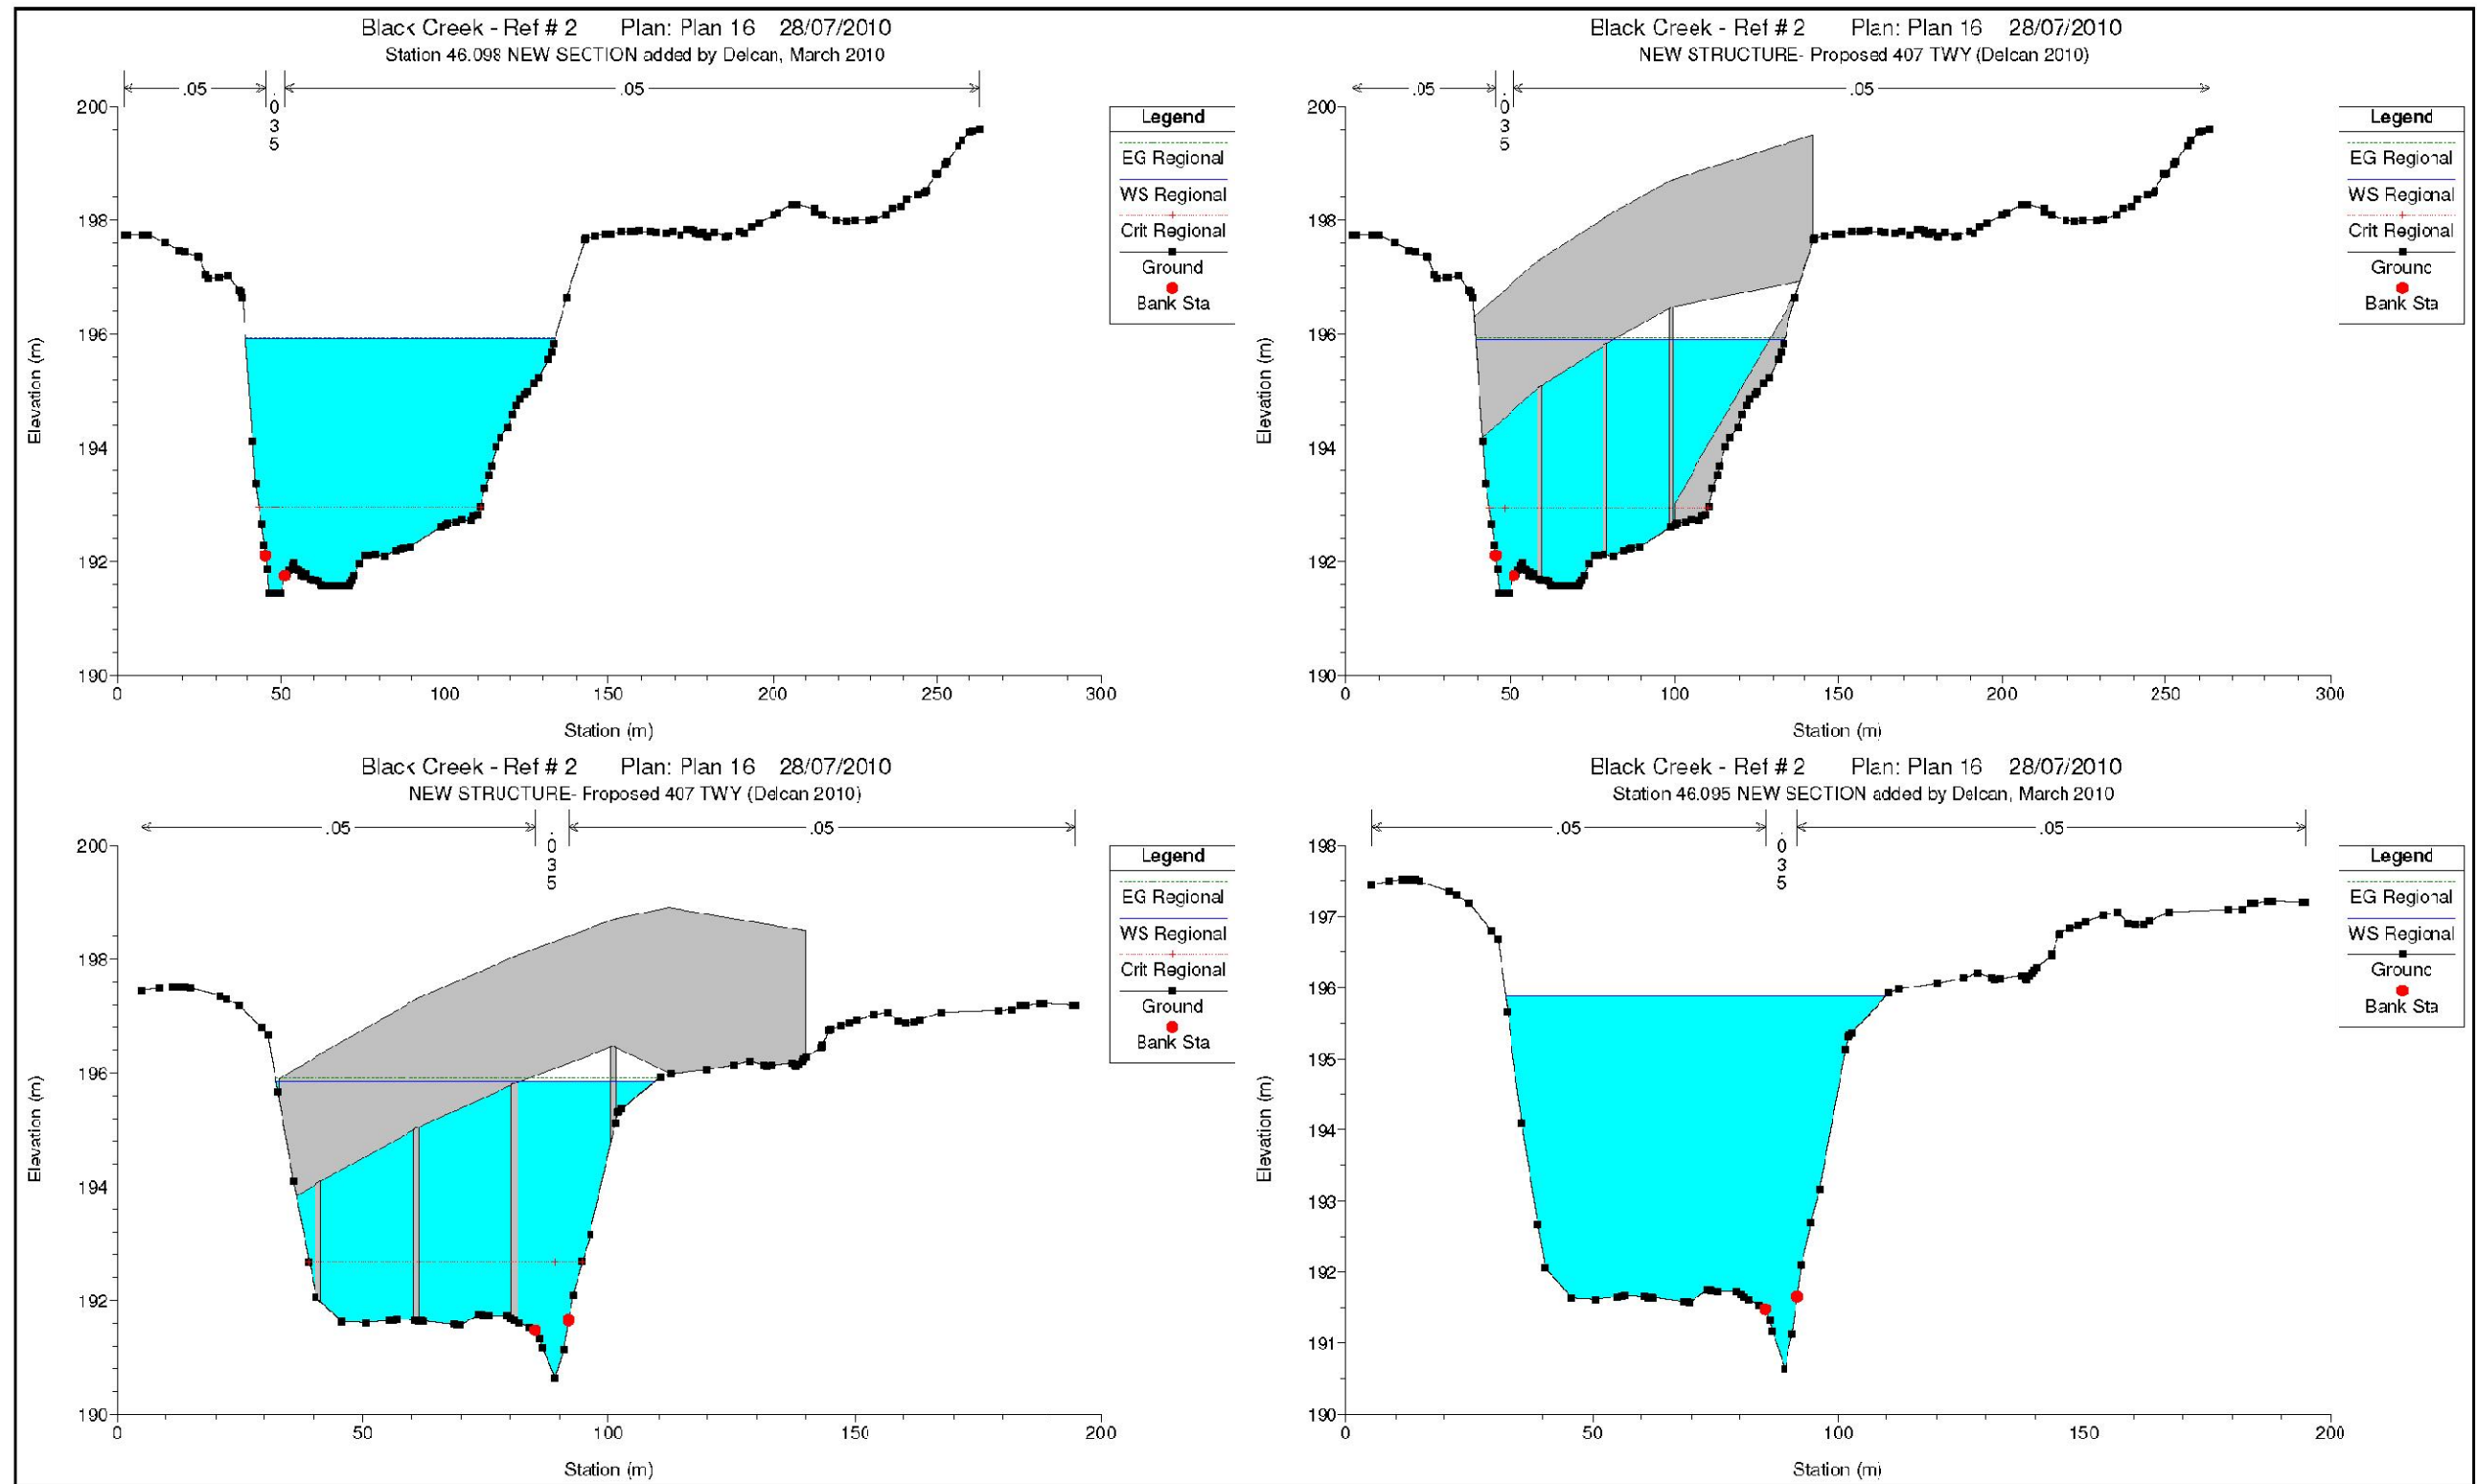 Black Creek - Ref # 2 Plan: Plan 16 28/07/2010
Station 46.098 NEW SECTION added by Delcan, March 2010
.05
.035
.05
200
198
196
194
192
190
Elevation (m)
0 50 100 150 200 250 300
Station (m)
Legend
EG Regional
WS Regional
Crit Regional
Ground
Bank Sta
Black Creek - Ref # 2 Plan: Plan 16 28/07/2010
NEW STRUCTURE- Proposed 407 TWY (Delcan 2010)
.05
.035
.05
200
198
196
194
192
190
Elevation (m)
0 50 100 150 200 250 300
Station (m)
Legend
EG Regional
WS Regional
Crit Regional
Ground
Bank Sta
Black Creek - Ref # 2 Plan: Plan 16 28/07/2010
NEW STRUCTURE- Proposed 407 TWY (Delcan 2010)
.05
.035
.05
200
198
196
194
192
190
Elevation (m)
0 50 100 150 200
Station (m)
Legend
EG Regional
WS Regional
Crit Regional
Ground
Bank Sta
Black Creek - Ref # 2 Plan: Plan 16 28/07/2010
Station 46.095 NEW SECTION added by Delcan, March 2010
.05
.035
.05
198
197
196
195
194
193
192
191
190
Elevation (m)
0 50 100 150 200
Station (m)
Legend
EG Regional
WS Regional
Ground
Bank Sta